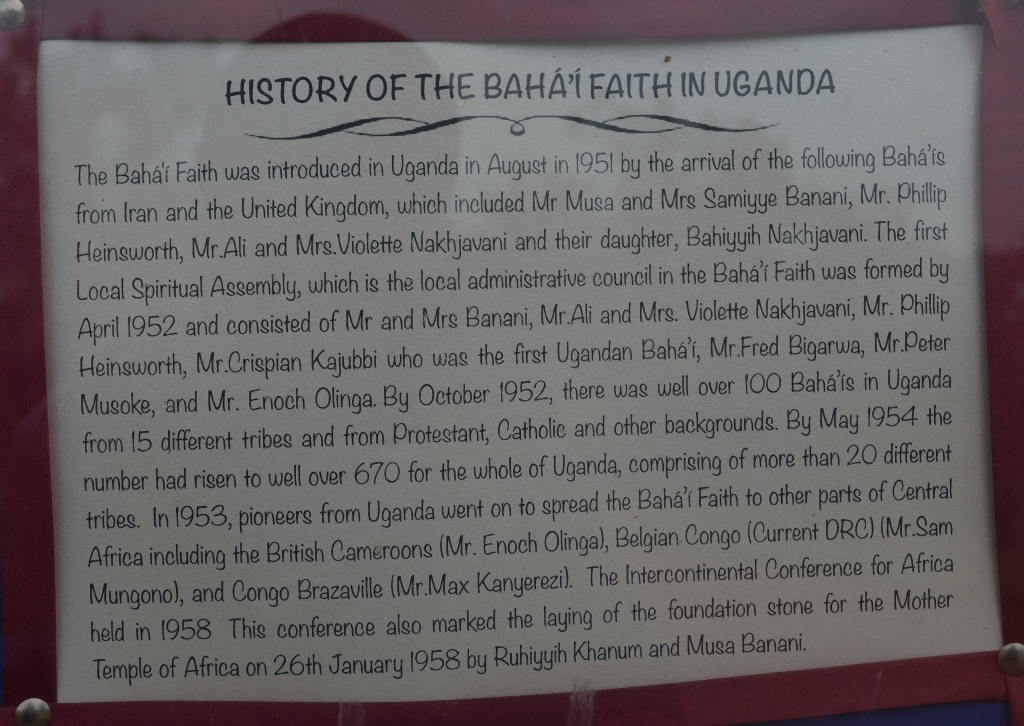 HISTORY OF THE BAHÁ'Í FAITH IN UGANDA
The Bahá'í Faith was introduced in Uganda in August in 1951 by the arrival of the following Bahá'ís
from Iran and the United Kingdom, which included Mr Musa and Mrs Samiyye Banani, Mr. Phillip
Heinsworth, Mr.Ali and Mrs.Violette Nakhjavani and their daughter, Bahiyyih Nakhjavani. The first
Local Spiritual Assembly, which is the local administrative council in the Bahá'í Faith was formed by
April 1952 and consisted of Mr and Mrs Banani, Mr.Ali and Mrs. Violette Nakhjavani, Mr. Phillip
Heinsworth, Mr.Crispian Kajubbi who was the first Ugandan Bahá'í, Mr.Fred Bigarwa, Mr.Peter
Musoke, and Mr. Enoch Olinga. By October 1952, there was well over 100 Bahá'ís in Uganda
from 15 different tribes and from Protestant, Catholic and other backgrounds. By May 1954 the
number had risen to well over 670 for the whole of Uganda, comprising of more than 20 different
tribes. In 1953, pioneers from Uganda went on to spread the Bahá'í Faith to other parts of Central
Africa including the British Cameroons (Mr. Enoch Olinga), Belgian Congo (Current DRC) (Mr.Sam
Mungono), and Congo Brazaville (Mr.Max Kanyerezi). The Intercontinental Conference for Africa
held in 1958 This conference also marked the laying of the foundation stone for the Mother
Temple of Africa on 26th January 1958 by Ruhiyyih Khanum and Musa Banani.